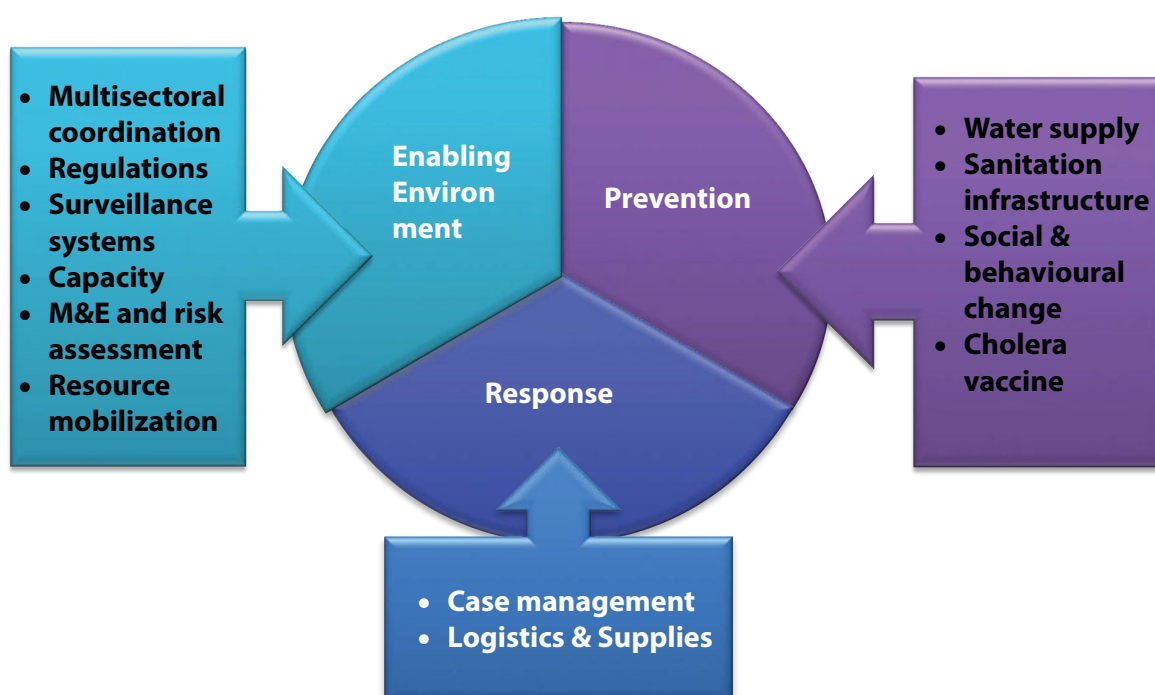 • Multisectoral
coordination
• Regulations
• Surveillance
systems
• Capacity
• M&E and risk
assessment
• Resource
mobilization
Enabling
Environ
ment
Prevention
Response
• Water supply
• Sanitation
infrastructure
• Social &
behavioural
change
• Cholera
vaccine
• Case management
• Logistics & Supplies